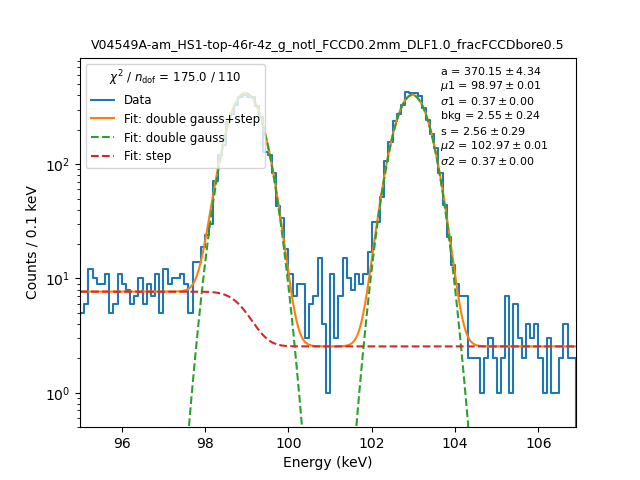 V04549A-am_HS1-top-46r-4z_g_notl_FCCD0.2mm_DLF1.0_fracFCCDbore0.5
χ² / n_dof = 175.0 / 110
Data
Fit: double gauss+step
Fit: double gauss
Fit: step
a = 370.15 ± 4.34
μ1 = 98.97 ± 0.01
σ1 = 0.37 ± 0.00
bkg = 2.55 ± 0.24
s = 2.56 ± 0.29
μ2 = 102.97 ± 0.01
σ2 = 0.37 ± 0.00
Counts / 0.1 keV
10²
10¹
10⁰
96 98 100 102 104 106
Energy (keV)